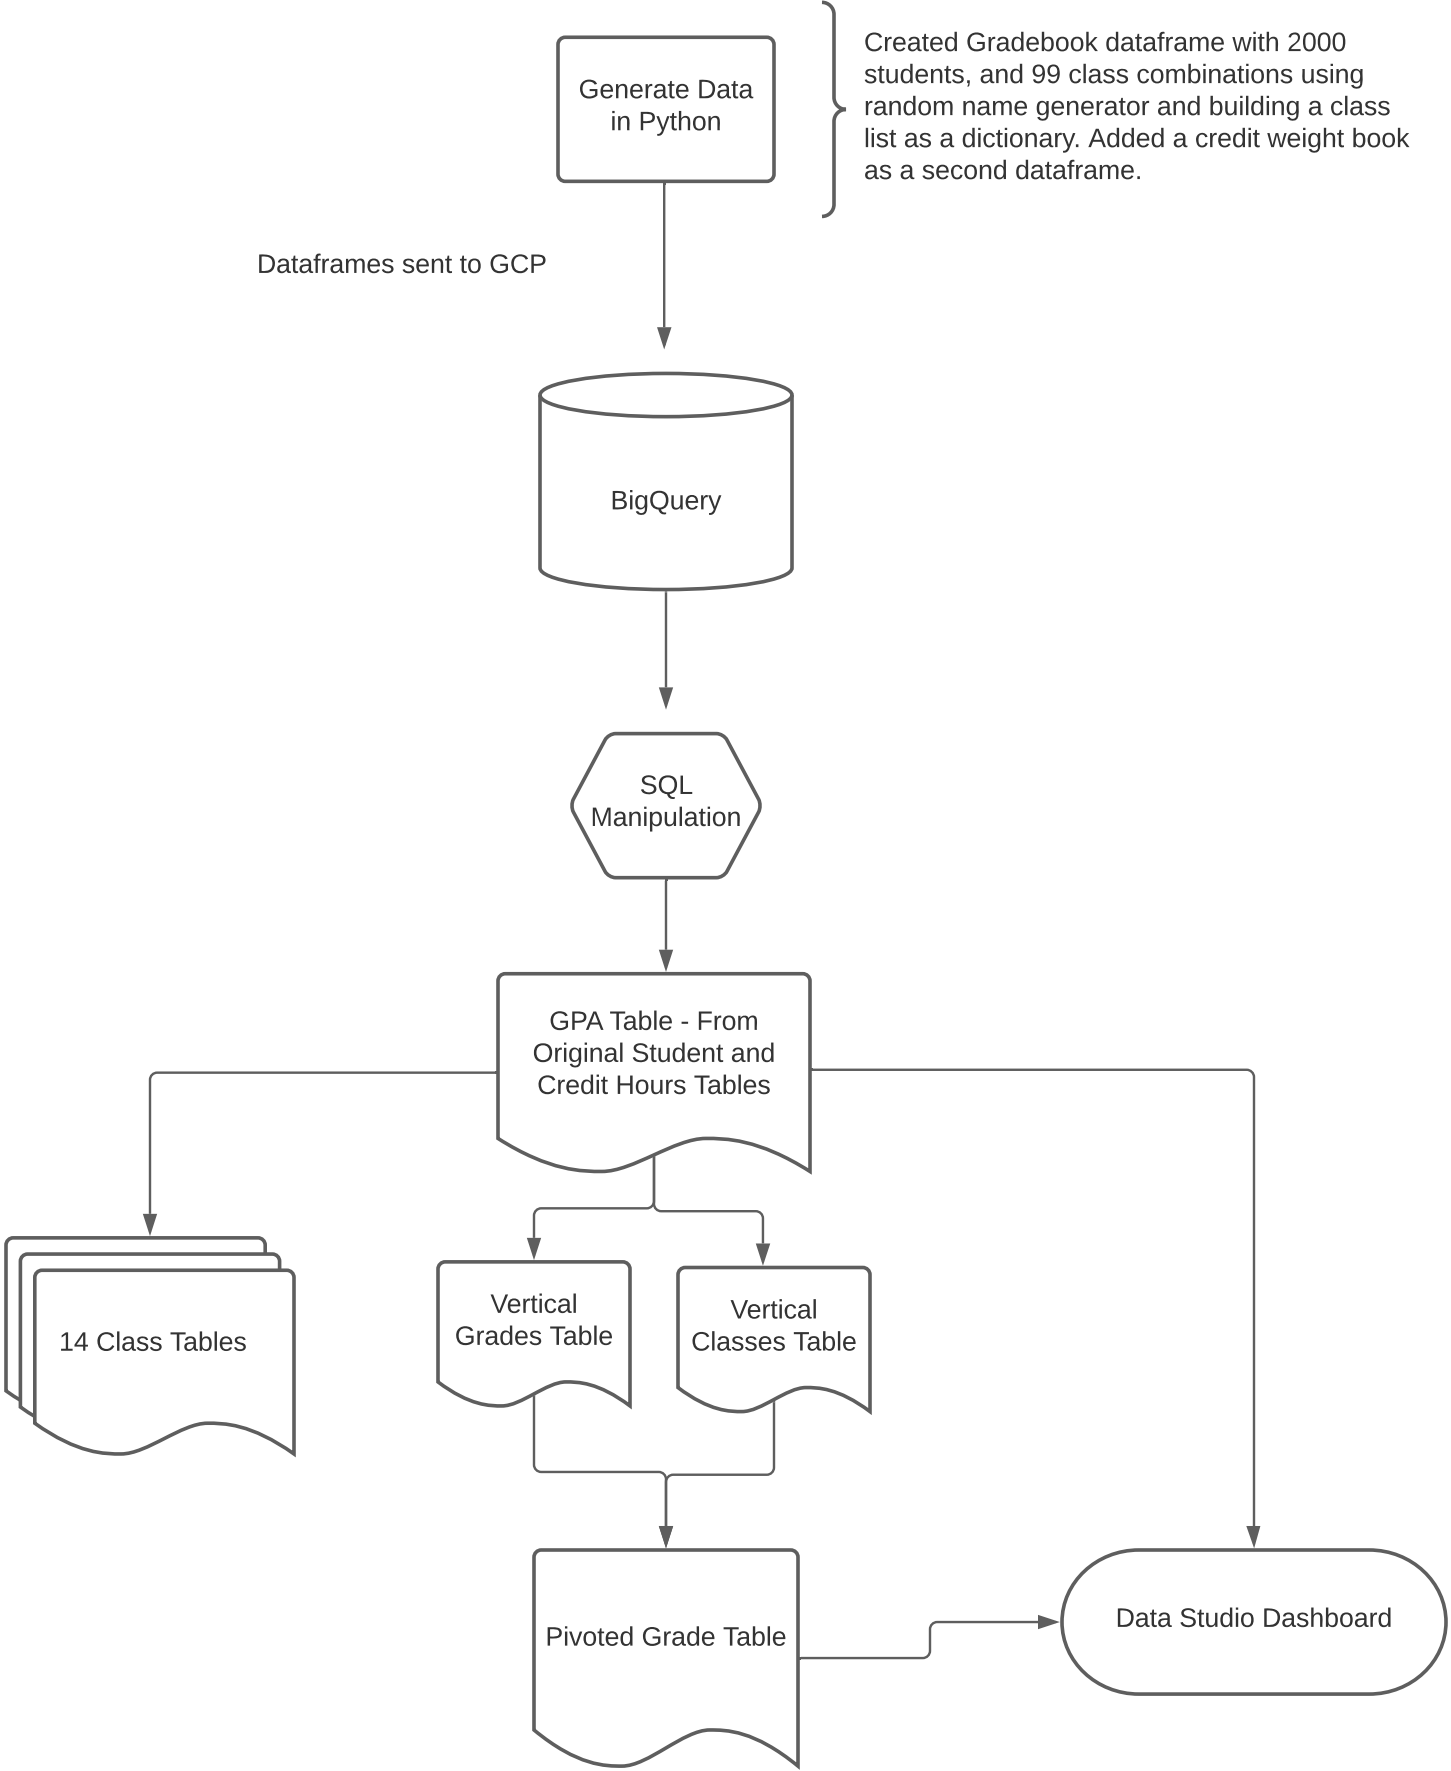 Generate Data
in Python
Created Gradebook dataframe with 2000
students, and 99 class combinations using
random name generator and building a class
list as a dictionary. Added a credit weight book
as a second dataframe.
Dataframes sent to GCP
BigQuery
SQL
Manipulation
GPA Table - From
Original Student and
Credit Hours Tables
14 Class Tables
Vertical
Grades Table
Vertical
Classes Table
Pivoted Grade Table
Data Studio Dashboard